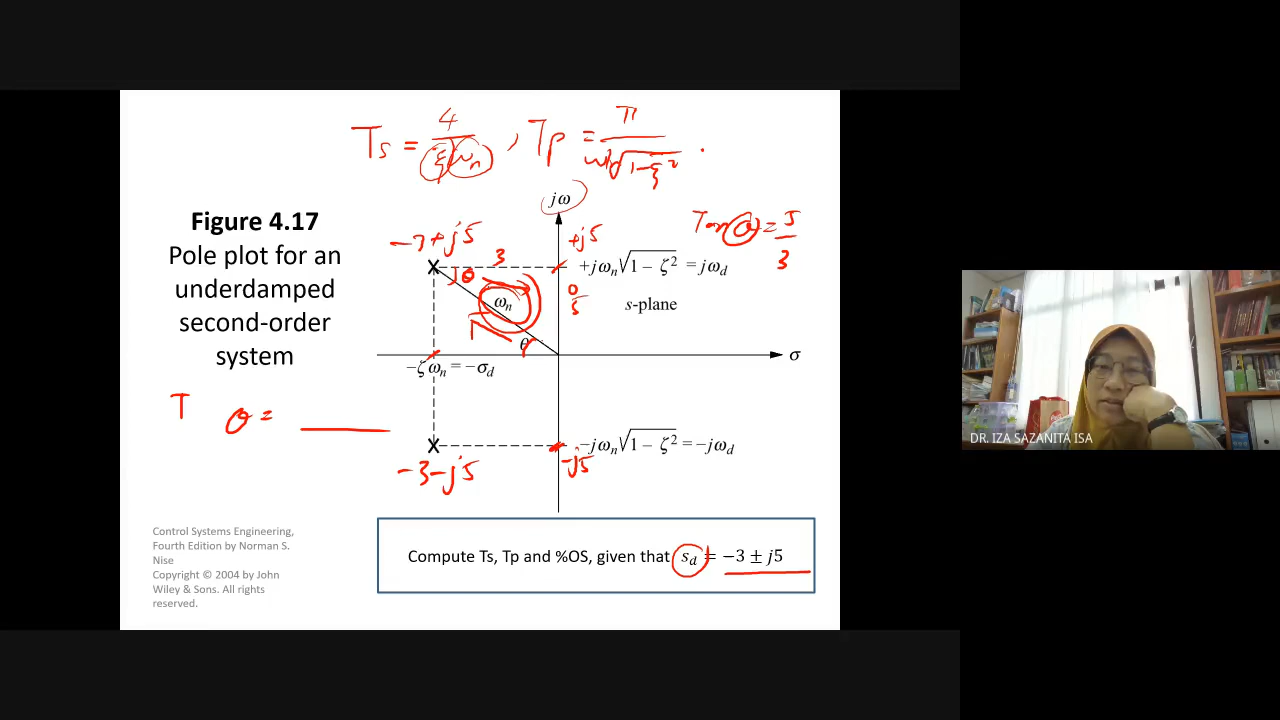 Ts = 4/ξωn , Tp = π/ωn√1-ξ²
Figure 4.17
Pole plot for an
underdamped
second-order
system
jω
Tan θ = 5/3
+j5
3
+jωn√1 − ζ² = jωd
θ
ωn
s-plane
5
θ
σ
−ζωn = −σd
T θ =
−jωn√1 − ζ² = −jωd
-3-j5
-j5
Control Systems Engineering,
Fourth Edition by Norman S.
Nise
Copyright © 2004 by John
Wiley & Sons. All rights
reserved.
Compute Ts, Tp and %OS, given that sd = −3 ± j5
DR. IZA SAZANITA ISA